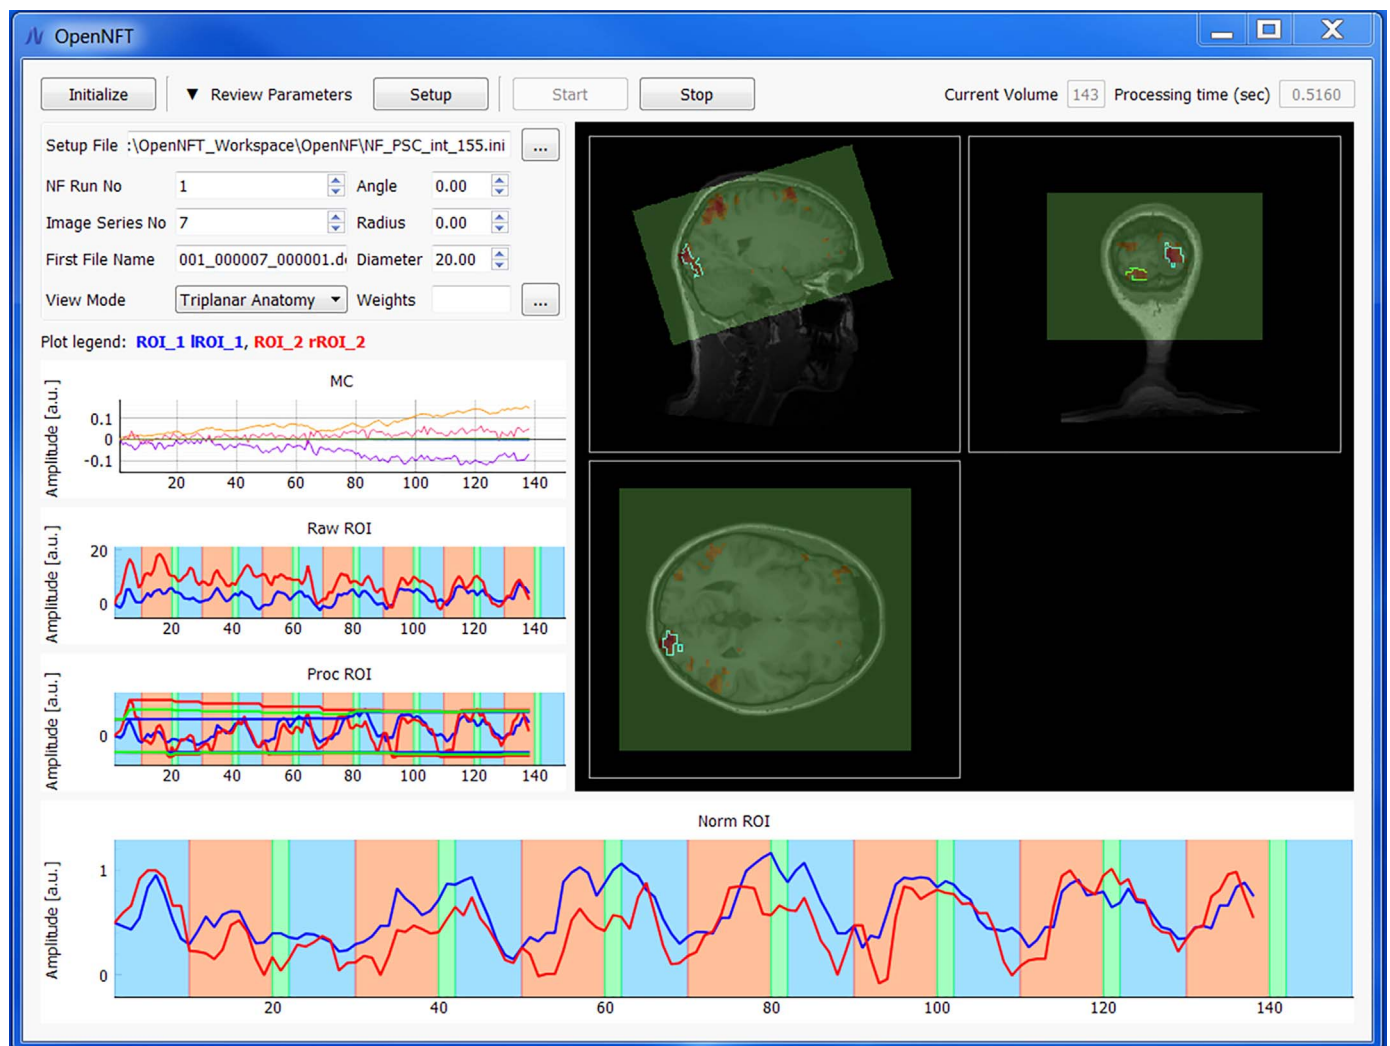 OpenNFT
Initialize ▼ Review Parameters Setup Start Stop Current Volume 143 Processing time (sec) 0.5160
Setup File :\OpenNFT_Workspace\OpenNF\NF_PSC_int_155.ini ...
NF Run No 1 Angle 0.00
Image Series No 7 Radius 0.00
First File Name 001_000007_000001.d Diameter 20.00
View Mode Triplanar Anatomy Weights ...
Plot legend: ROI_1 lROI_1, ROI_2 rROI_2
MC
Amplitude [a.u.]
0.1
0
-0.1
20 40 60 80 100 120 140
Raw ROI
Amplitude [a.u.]
20
0
20 40 60 80 100 120 140
Proc ROI
Amplitude [a.u.]
0
20 40 60 80 100 120 140
Norm ROI
Amplitude [a.u.]
1
0
20 40 60 80 100 120 140